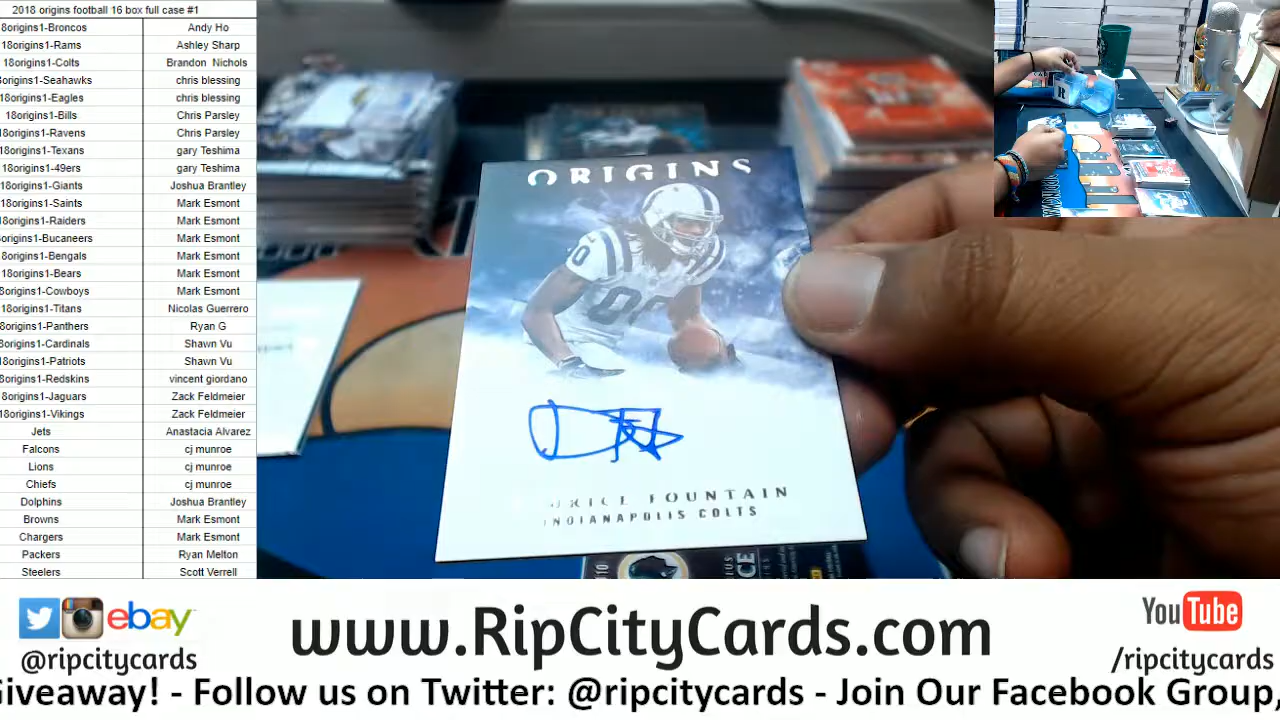 2018 origins football 16 box full case #1
8origins1-Broncos Andy Ho
18origins1-Rams Ashley Sharp
18origins1-Colts Brandon Nichols
origins1-Seahawks chris blessing
18origins1-Eagles chris blessing
18origins1-Bills Chris Parsley
18origins1-Ravens Chris Parsley
18origins1-Texans gary Teshima
18origins1-49ers gary Teshima
18origins1-Giants Joshua Brantley
18origins1-Saints Mark Esmont
18origins1-Raiders Mark Esmont
origins1-Bucaneers Mark Esmont
8origins1-Bengals Mark Esmont
18origins1-Bears Mark Esmont
8origins1-Cowboys Mark Esmont
18origins1-Titans Nicolas Guerrero
8origins1-Panthers Ryan G
8origins1-Cardinals Shawn Vu
8origins1-Patriots Shawn Vu
8origins1-Redskins vincent giordano
8origins1-Jaguars Zack Feldmeier
18origins1-Vikings Zack Feldmeier
Jets Anastacia Alvarez
Falcons cj munroe
Lions cj munroe
Chiefs cj munroe
Dolphins Joshua Brantley
Browns Mark Esmont
Chargers Mark Esmont
Packers Ryan Melton
Steelers Scott Verrell
ORIGINS
00
FOUNTAIN
INDIANAPOLIS COLTS
ebay
@ripcitycards
www.RipCityCards.com
YouTube
/ripcitycards
Giveaway! - Follow us on Twitter: @ripcitycards - Join Our Facebook Group,